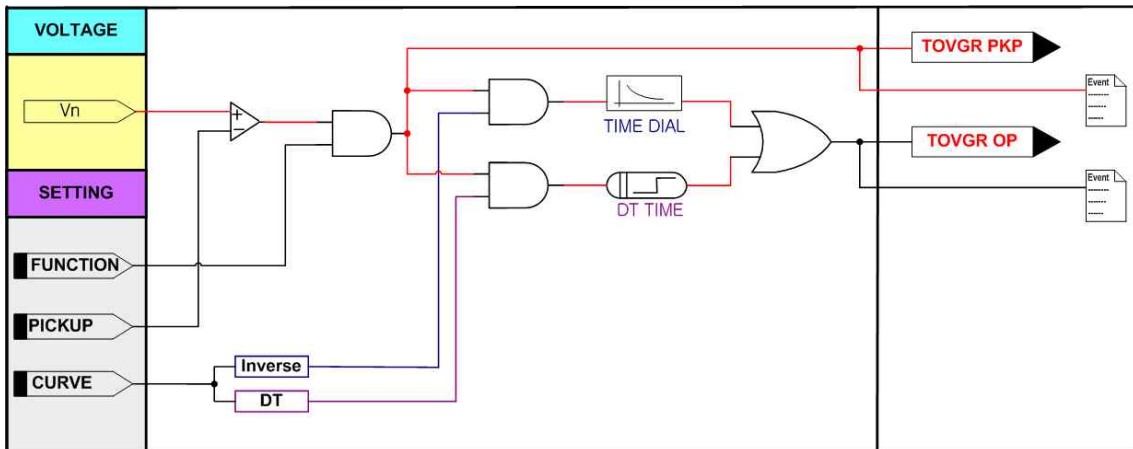 VOLTAGE
Vn
+
−
SETTING
FUNCTION
PICKUP
CURVE
Inverse
DT
TIME DIAL
DT TIME
TOVGR PKP
Event
--------
------
------
TOVGR OP
Event
--------
------
------